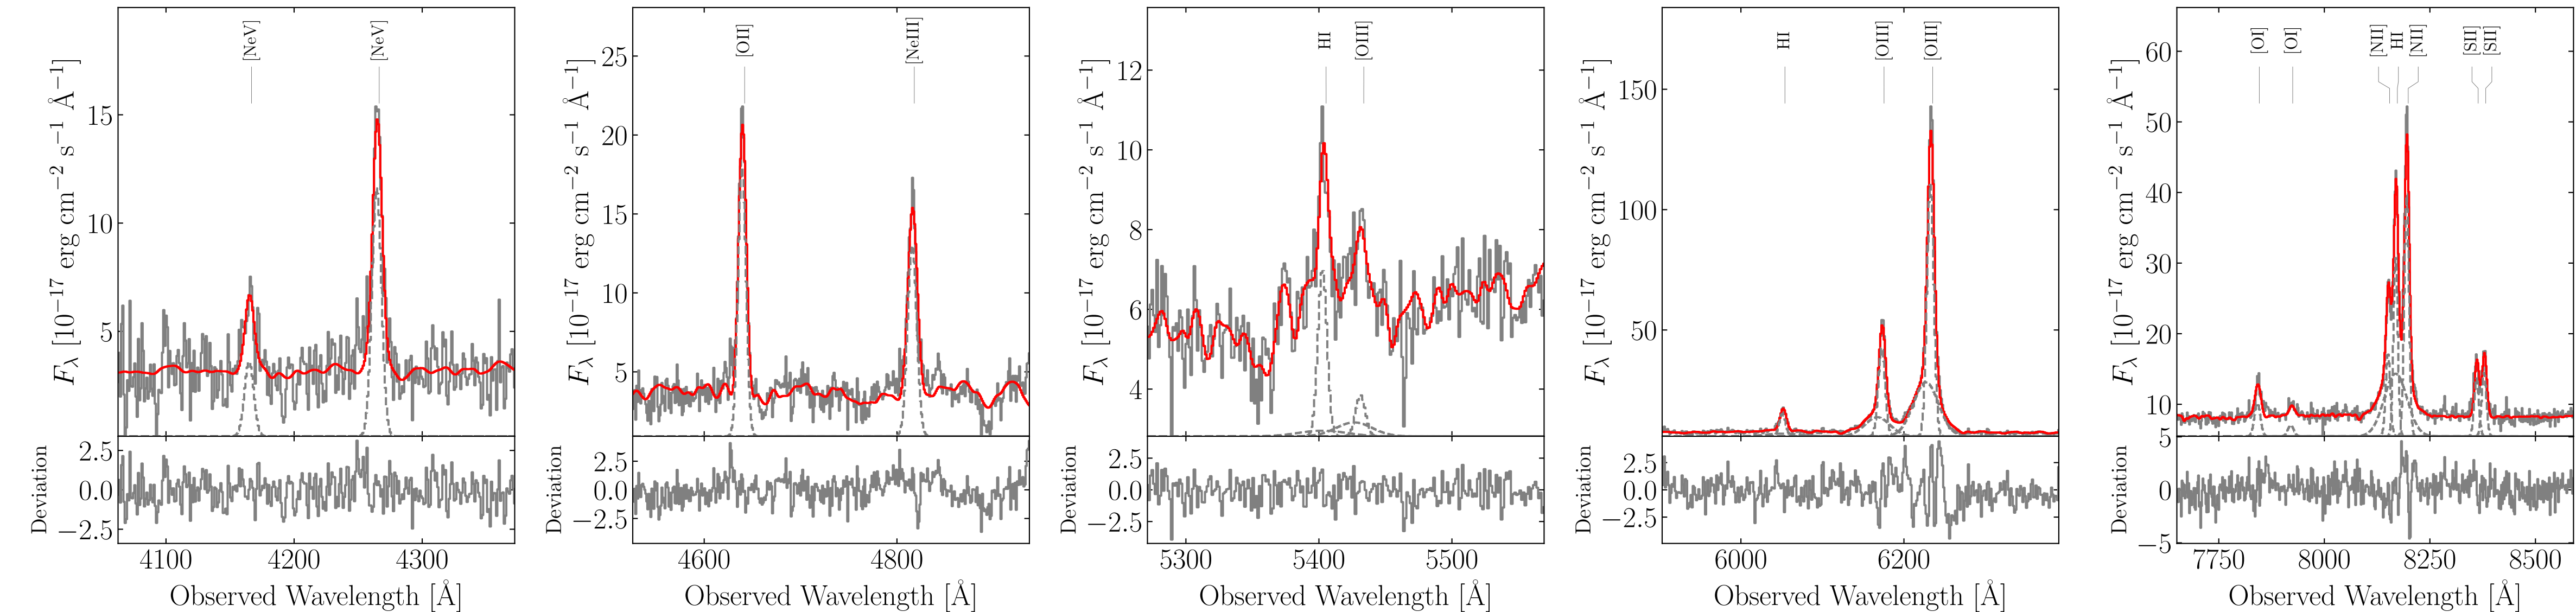 [NeV]
[NeV]
15
10
5
F_λ [10⁻¹⁷ erg cm⁻² s⁻¹ Å⁻¹]
2.5
0.0
−2.5
Deviation
4100 4200 4300
Observed Wavelength [Å]
[OII]
[NeIII]
25
20
15
10
5
F_λ [10⁻¹⁷ erg cm⁻² s⁻¹ Å⁻¹]
2.5
0.0
−2.5
Deviation
4600 4800
Observed Wavelength [Å]
HI
[OIII]
12
10
8
6
4
F_λ [10⁻¹⁷ erg cm⁻² s⁻¹ Å⁻¹]
2.5
0.0
−2.5
Deviation
5300 5400 5500
Observed Wavelength [Å]
HI
[OIII]
[OIII]
150
100
50
F_λ [10⁻¹⁷ erg cm⁻² s⁻¹ Å⁻¹]
2.5
0.0
−2.5
Deviation
6000 6200
Observed Wavelength [Å]
[OI]
[OI]
[NII]
HI
[NII]
[SII]
[SII]
60
50
40
30
20
10
F_λ [10⁻¹⁷ erg cm⁻² s⁻¹ Å⁻¹]
5
0
−5
Deviation
7750 8000 8250 8500
Observed Wavelength [Å]